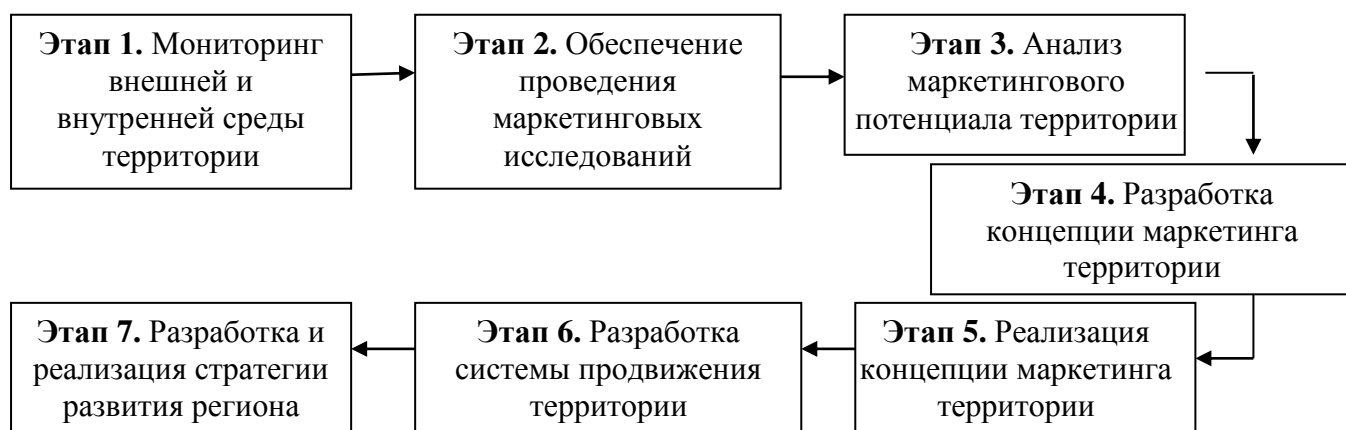 Этап 1. Мониторинг
внешней и
внутренней среды
территории
Этап 2. Обеспечение
проведения
маркетинговых
исследований
Этап 3. Анализ
маркетингового
потенциала территории
Этап 4. Разработка
концепции маркетинга
территории
Этап 5. Реализация
концепции маркетинга
территории
Этап 6. Разработка
системы продвижения
территории
Этап 7. Разработка и
реализация стратегии
развития региона